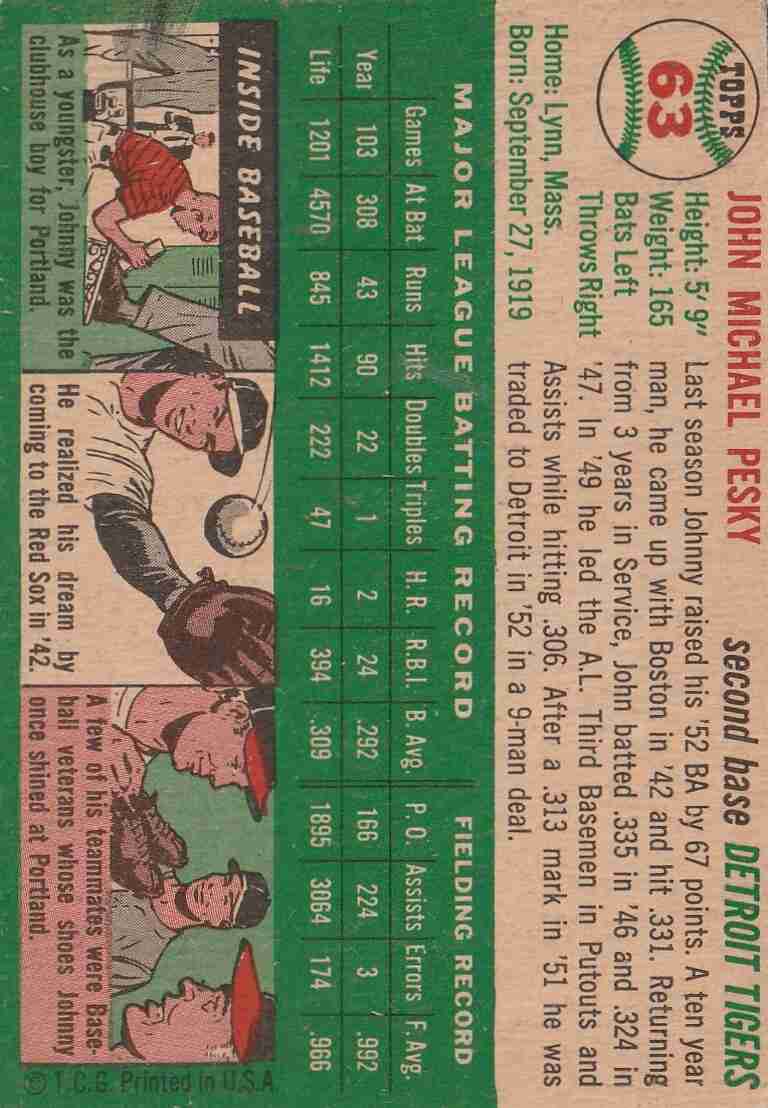 TOPPS
63
JOHN MICHAEL PESKY
second base DETROIT TIGERS
Height: 5' 9"
Weight: 165
Bats Left
Throws Right
Home: Lynn, Mass.
Born: September 27, 1919
Last season Johnny raised his '52 BA by 67 points. A ten year
man, he came up with Boston in '42 and hit .331. Returning
from 3 years in Service, John batted .335 in '46 and .324 in
'47. In '49 he led the A.L. Third Basemen in Putouts and
Assists while hitting .306. After a .313 mark in '51 he was
traded to Detroit in '52 in a 9-man deal.
MAJOR LEAGUE BATTING RECORD FIELDING RECORD
Games At Bat Runs Hits Doubles Triples H. R. R.B.I. B Avg. P. O. Assists Errors F. Avg.
Year 103 308 43 90 22 1 2 24 .292 166 224 3 .992
Life 1201 4570 845 1412 222 47 16 394 .309 1895 3064 174 .966
INSIDE BASEBALL
As a youngster, Johnny was the
clubhouse boy for Portland.
He realized his dream by
coming to the Red Sox in '42.
A few of his teammates were Base-
ball veterans whose shoes Johnny
once shined at Portland.
© T.C.G. Printed in U.S.A.